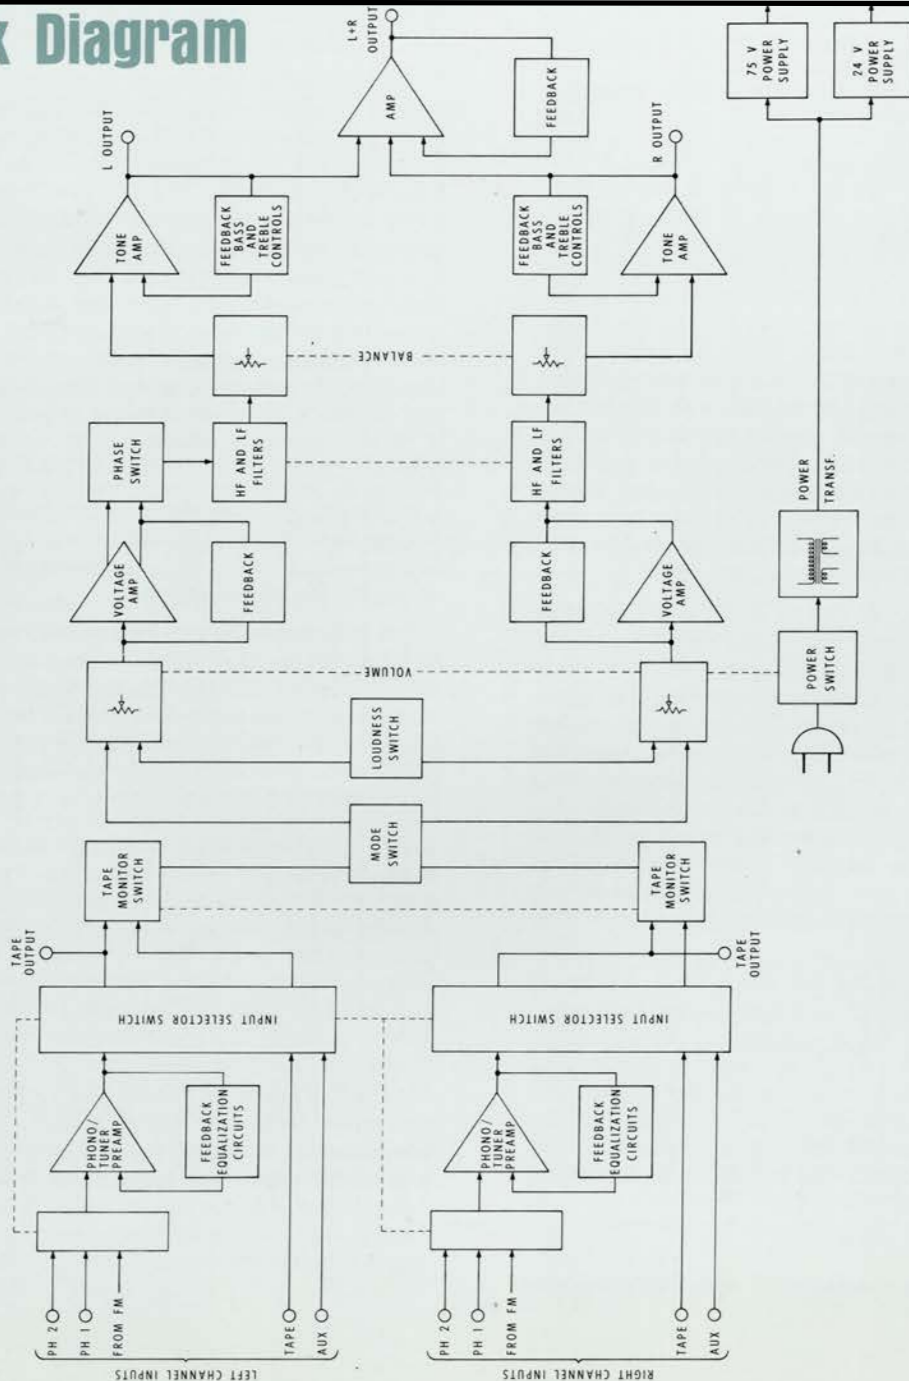 k Diagram
L+R
OUTPUT
AMP
FEEDBACK
75 V
POWER
SUPPLY
24 V
POWER
SUPPLY
L OUTPUT
R OUTPUT
TONE
AMP
FEEDBACK
BASS
AND
TREBLE
CONTROLS
FEEDBACK
BASS
AND
TREBLE
CONTROLS
TONE
AMP
BALANCE
PHASE
SWITCH
HF AND LF
FILTERS
HF AND LF
FILTERS
POWER
TRANSF.
VOLTAGE
AMP
FEEDBACK
FEEDBACK
VOLTAGE
AMP
VOLUME
POWER
SWITCH
LOUDNESS
SWITCH
MODE
SWITCH
TAPE
MONITOR
SWITCH
TAPE
MONITOR
SWITCH
TAPE
OUTPUT
TAPE
OUTPUT
INPUT SELECTOR SWITCH
INPUT SELECTOR SWITCH
PHONO/
TUNER
PREAMP
FEEDBACK
EQUALIZATION
CIRCUITS
PHONO/
TUNER
PREAMP
FEEDBACK
EQUALIZATION
CIRCUITS
PH 2
PH 1
FROM FM
TAPE
AUX
LEFT CHANNEL INPUTS
PH 2
PH 1
FROM FM
TAPE
AUX
RIGHT CHANNEL INPUTS